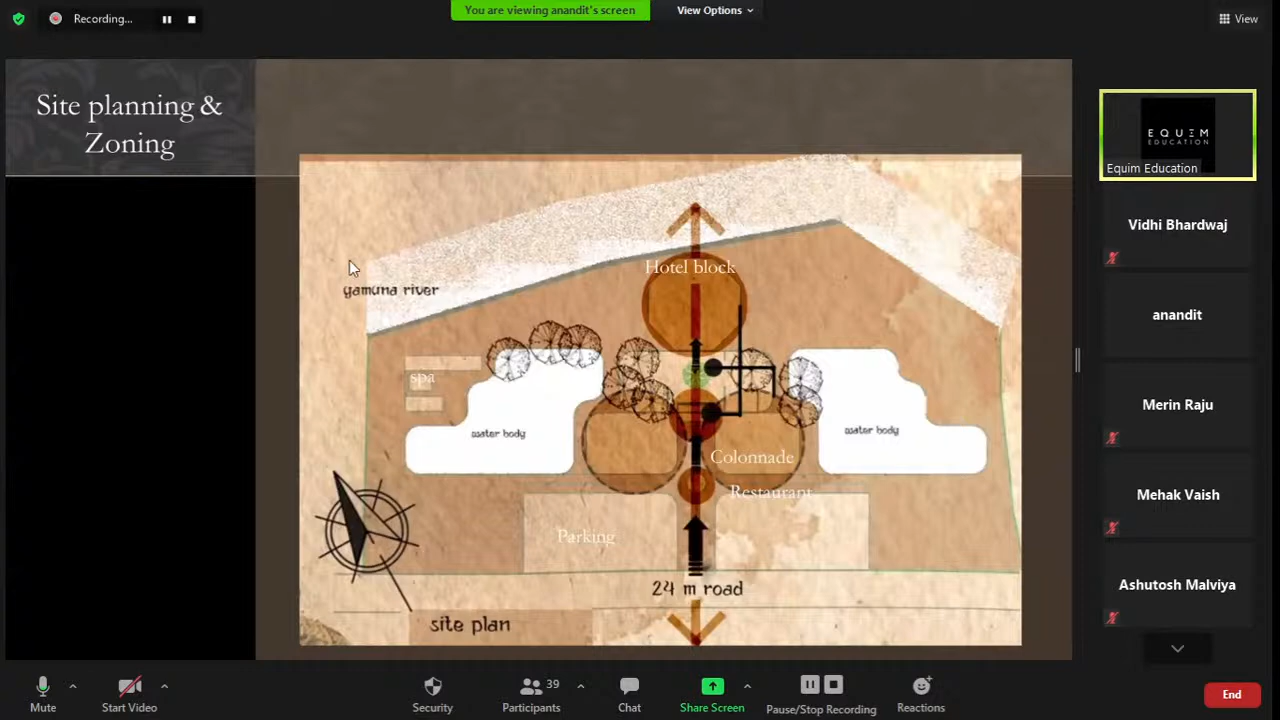 Recording...
You are viewing anandit's screen
View Options
View
Site planning &
Zoning
EQUEM
EDUCATION
Equim Education
Vidhi Bhardwaj
anandit
Merin Raju
Mehak Vaish
Ashutosh Malviya
Hotel block
yamuna river
spa
water body
water body
Colonnade
Restaurant
Parking
24 m road
site plan
Mute
Start Video
Security
39
Participants
Chat
Share Screen
Pause/Stop Recording
Reactions
End